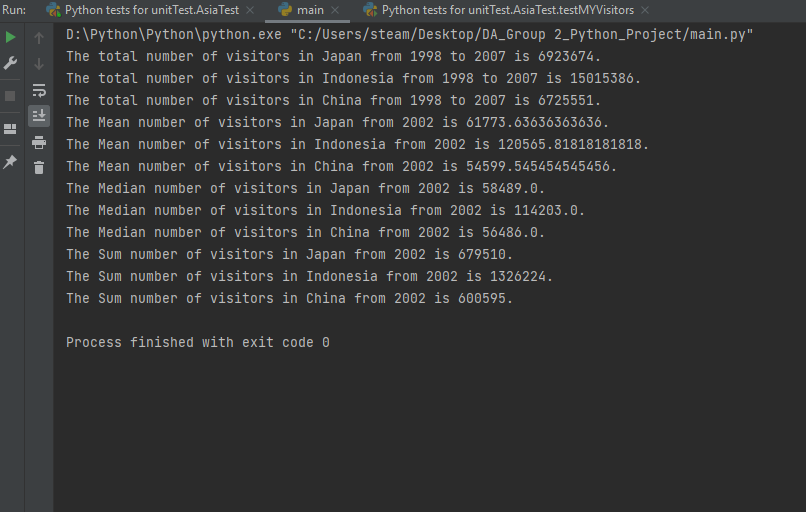 Run: Python tests for unitTest.AsiaTest × main × Python tests for unitTest.AsiaTest.testMYVisitors ×
D:\Python\Python\python.exe "C:/Users/steam/Desktop/DA_Group 2_Python_Project/main.py"
The total number of visitors in Japan from 1998 to 2007 is 6923674.
The total number of visitors in Indonesia from 1998 to 2007 is 15015386.
The total number of visitors in China from 1998 to 2007 is 6725551.
The Mean number of visitors in Japan from 2002 is 61773.63636363636.
The Mean number of visitors in Indonesia from 2002 is 120565.81818181818.
The Mean number of visitors in China from 2002 is 54599.545454545456.
The Median number of visitors in Japan from 2002 is 58489.0.
The Median number of visitors in Indonesia from 2002 is 114203.0.
The Median number of visitors in China from 2002 is 56486.0.
The Sum number of visitors in Japan from 2002 is 679510.
The Sum number of visitors in Indonesia from 2002 is 1326224.
The Sum number of visitors in China from 2002 is 600595.
Process finished with exit code 0